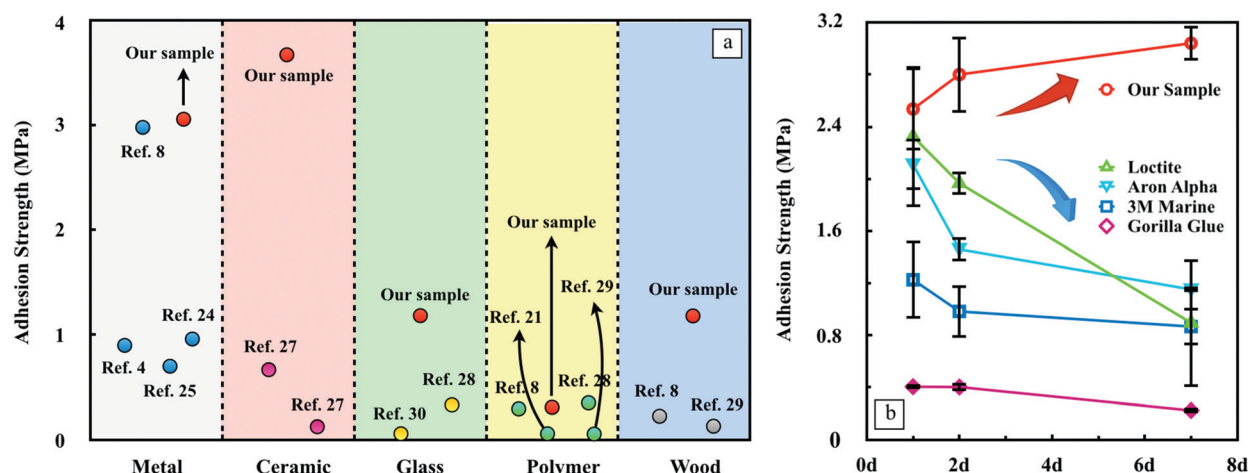 Adhesion Strength (MPa)
4
3
2
1
0
a
Our sample
Ref. 8
Ref. 24
Ref. 4
Ref. 25
Our sample
Ref. 27
Ref. 27
Our sample
Ref. 28
Ref. 30
Our sample
Ref. 29
Ref. 21
Ref. 8
Ref. 28
Our sample
Ref. 8
Ref. 29
Metal
Ceramic
Glass
Polymer
Wood
Adhesion Strength (MPa)
3.2
2.4
1.6
0.8
0
b
Our Sample
Loctite
Aron Alpha
3M Marine
Gorilla Glue
0d
2d
4d
6d
8d